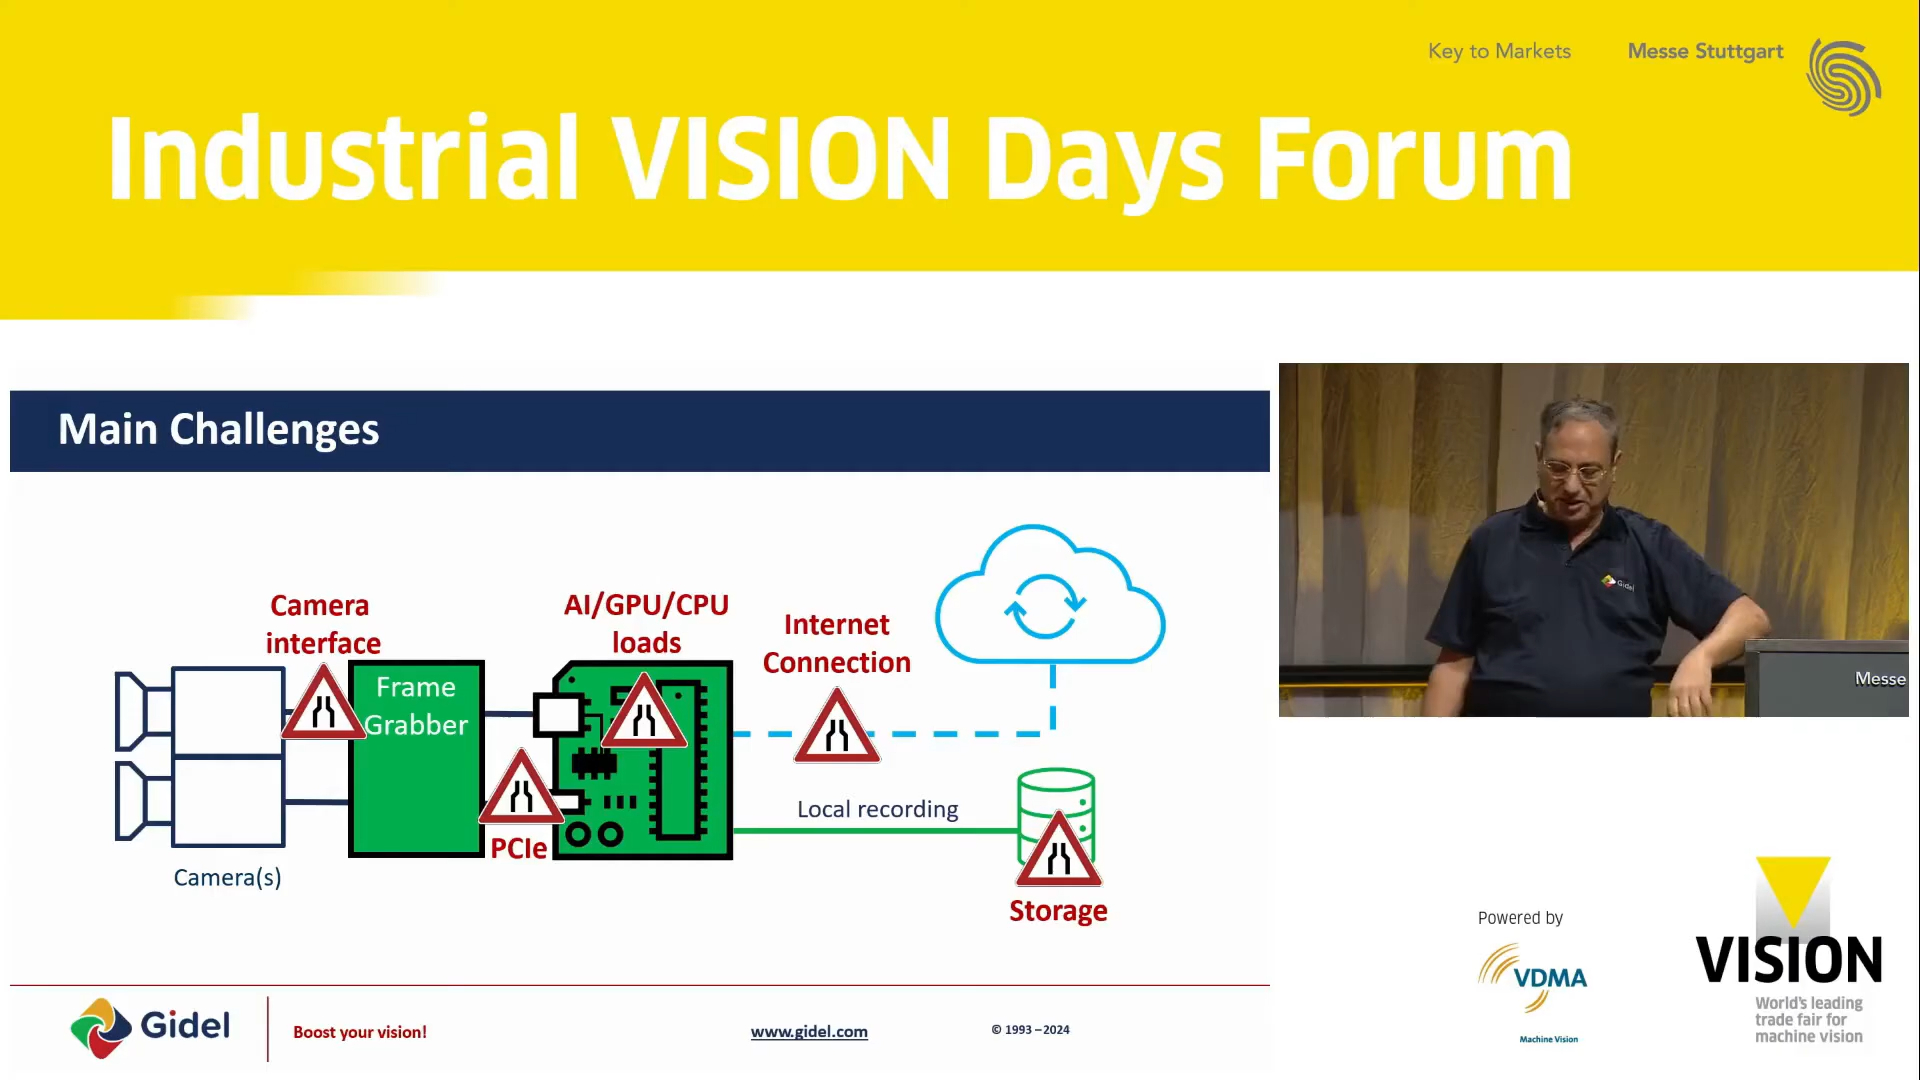 Key to Markets
Messe Stuttgart
Industrial VISION Days Forum
Main Challenges
Camera
interface
AI/GPU/CPU
loads
Internet
Connection
Frame
Grabber
PCIe
Local recording
Camera(s)
Storage
Gidel
Boost your vision!
www.gidel.com
© 1993 – 2024
Gidel
Messe
Powered by
VDMA
Machine Vision
VISION
World's leading
trade fair for
machine vision